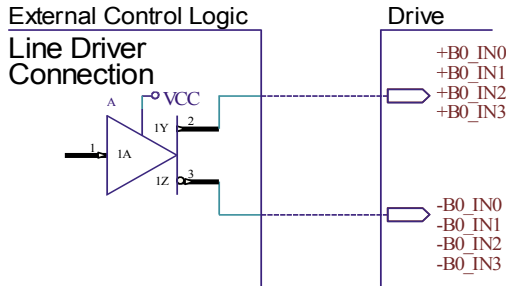 External Control Logic
Drive
Line Driver
Connection
A
VCC
1
1A
1Y
2
1Z
3
+B0_IN0
+B0_IN1
+B0_IN2
+B0_IN3
-B0_IN0
-B0_IN1
-B0_IN2
-B0_IN3